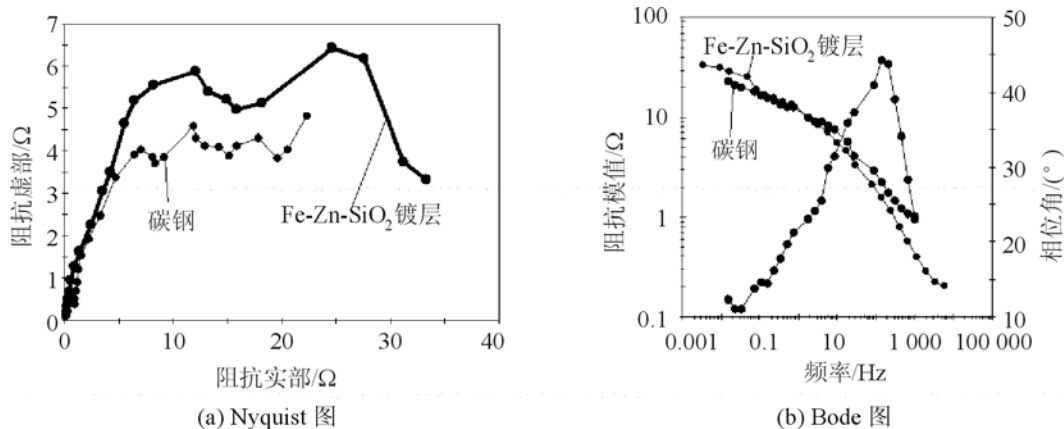 7
6
5
4
3
2
1
0
阻抗虚部/Ω
碳钢
Fe-Zn-SiO₂镀层
0 10 20 30 40
阻抗实部/Ω
(a) Nyquist 图
100
10
1
0.1
阻抗模值/Ω
Fe-Zn-SiO₂镀层
碳钢
50
40
30
20
10
相位角/(°)
0.001 0.1 10 1 000 100 000
频率/Hz
(b) Bode 图